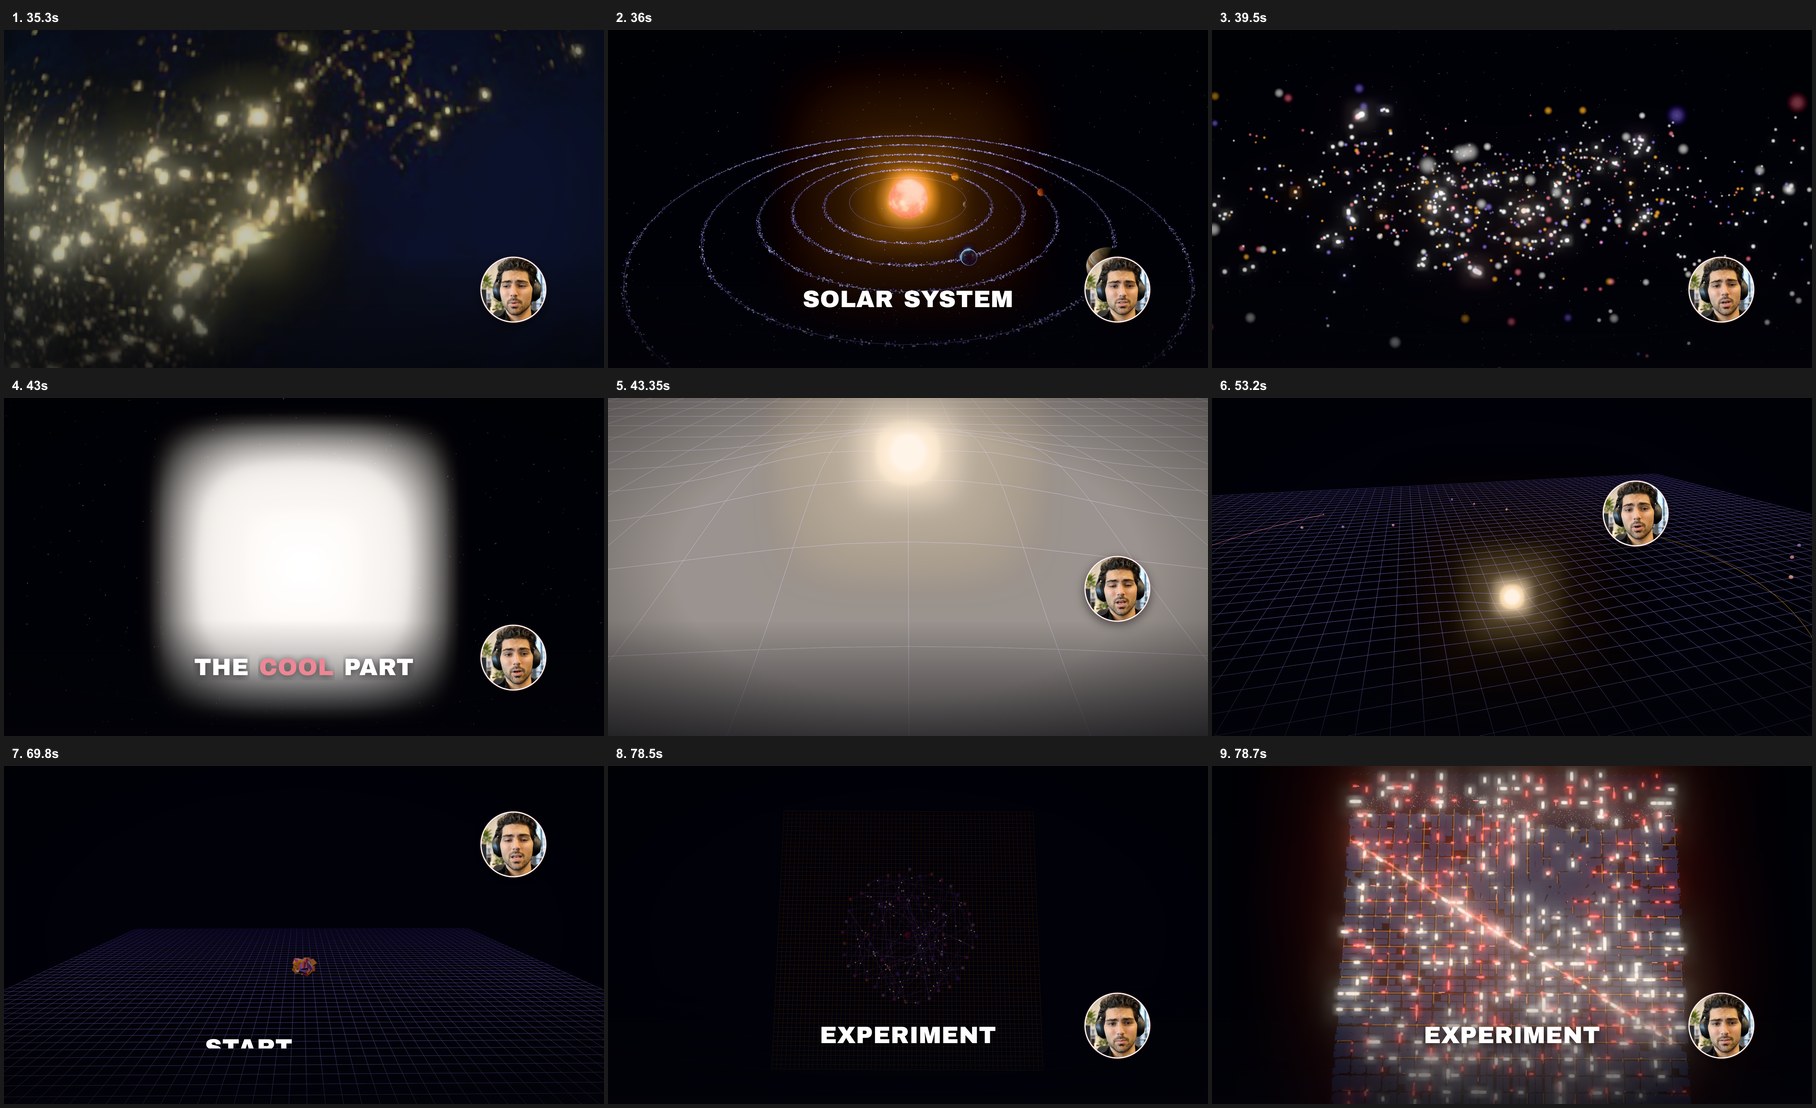 1. 35.3s
2. 36s
3. 39.5s
SOLAR SYSTEM
4. 43s
5. 43.35s
6. 53.2s
THE COOL PART
7. 69.8s
8. 78.5s
9. 78.7s
START
EXPERIMENT
EXPERIMENT